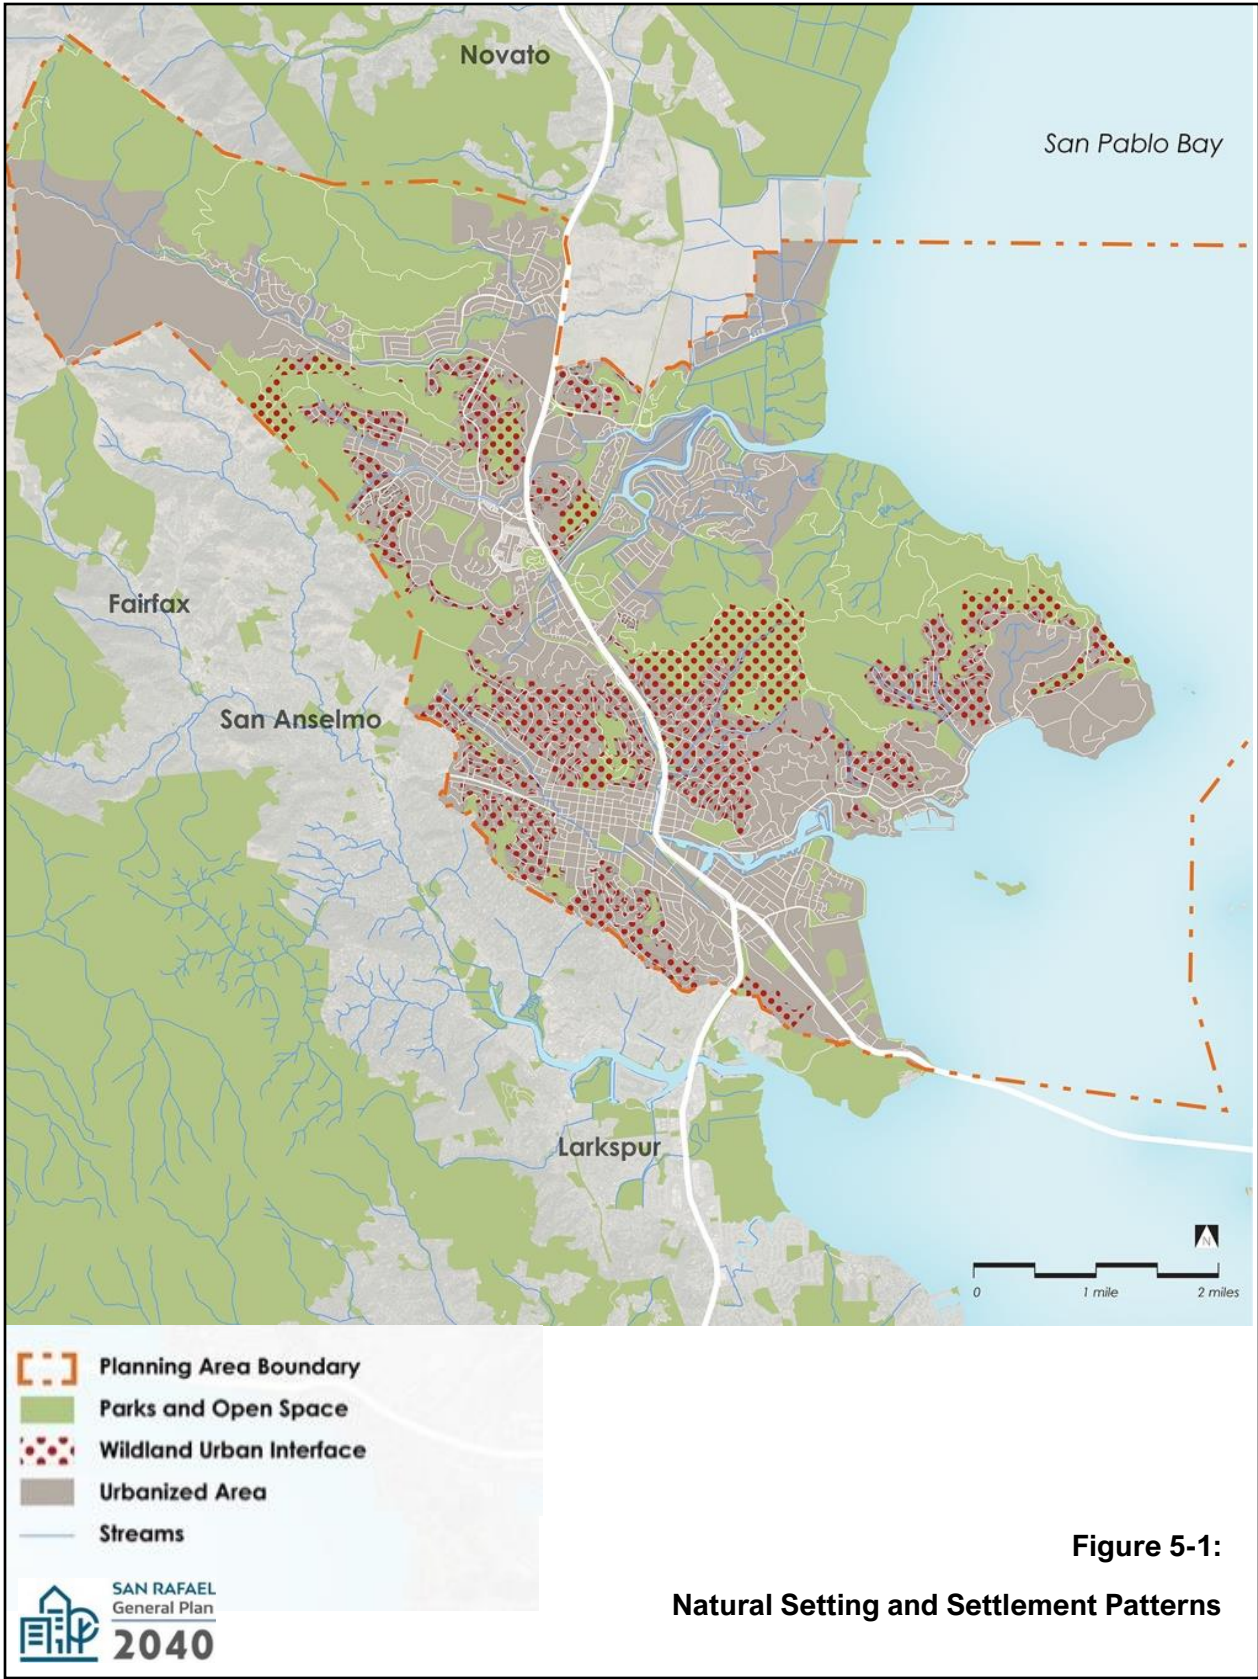 Novato
San Pablo Bay
Fairfax
San Anselmo
Larkspur
N
0 1 mile 2 miles
Planning Area Boundary
Parks and Open Space
Wildland Urban Interface
Urbanized Area
Streams
SAN RAFAEL
General Plan
2040
Figure 5-1:
Natural Setting and Settlement Patterns